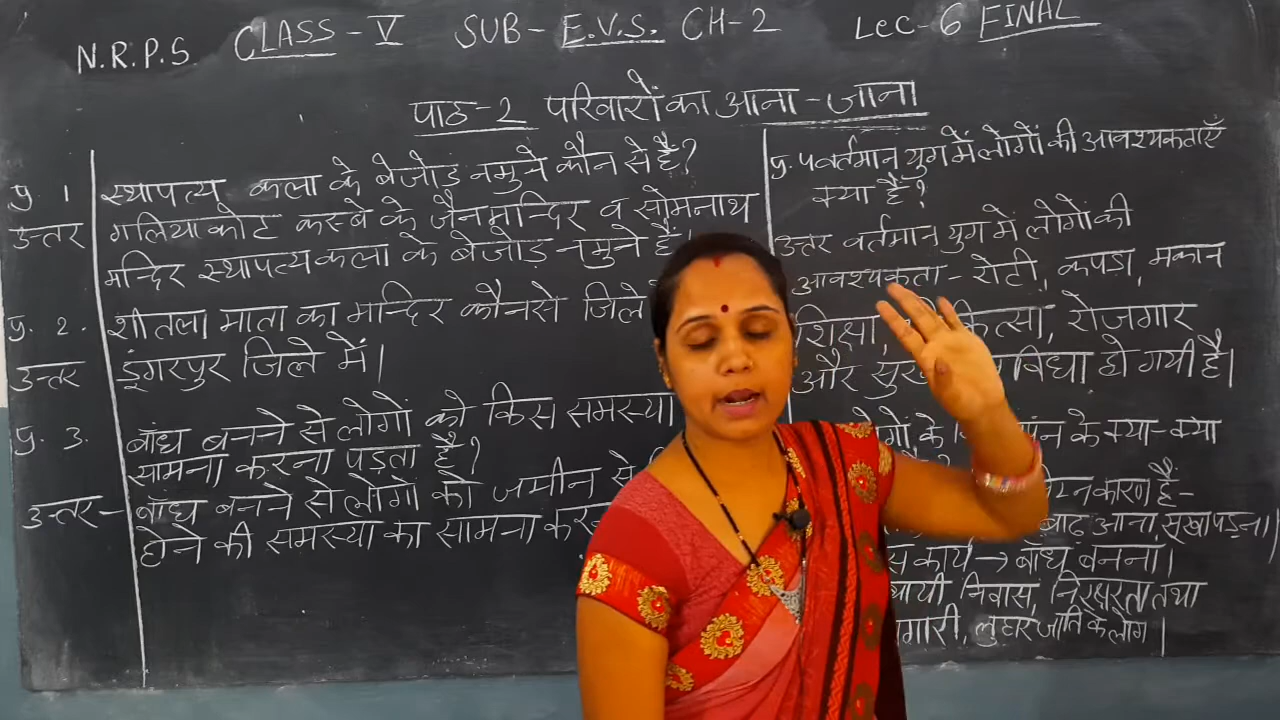 N.R.P.S. CLASS - V SUB - E.V.S. CH-2 Lec-6 FINAL
पाठ-2 परिवारों का आना-जाना
प्र. 1 स्थापत्य कला के बेजोड़ नमुने कौन से है?
उत्तर गलियाकोट कस्बे के जैन मन्दिर व सोमनाथ
मन्दिर स्थापत्य कला के बेजोड़ नमुने हैं।
प्र. 2. शीतला माता का मन्दिर कौनसे जिले
उत्तर डूंगरपुर जिले में।
प्र. 3. बाँध बनने से लोगों को किस समस्या
सामना करना पड़ता है?
उत्तर- बाँध बनने से लोगों को जमीन से
होने की समस्या का सामना
प्र. 4 वर्तमान युग में लोगों की आवश्यकताएँ
क्या हैं?
उत्तर वर्तमान युग में लोगों की
आवश्यकता - रोटी, कपडा, मकान
शिक्षा, रोजगार
और हो गयी है।
के क्या-क्या
कारण हैं-
बाढ़ आना, सूखा पड़ना।
कार्य → बाँध बनना।
निवास, निरक्षरता तथा
लुहार जाति के लोग।